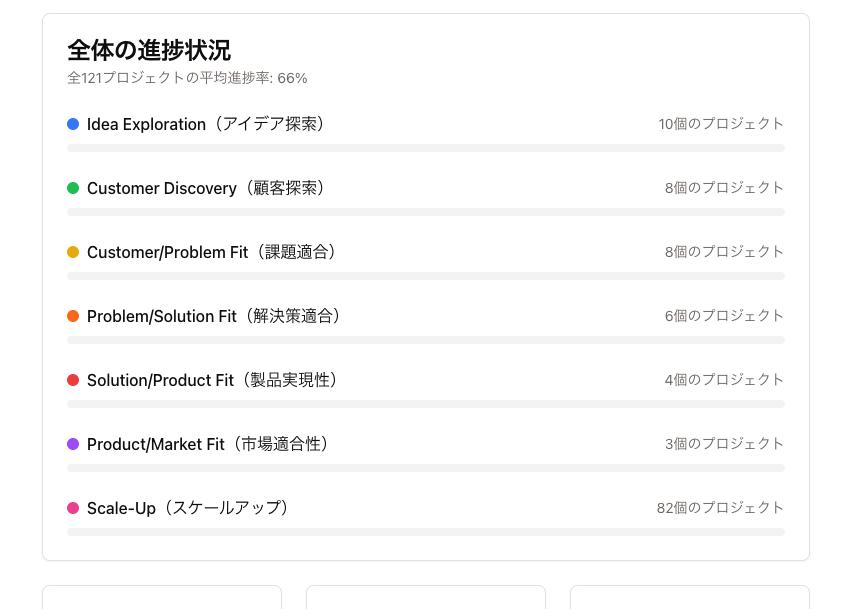 全体の進捗状況
全121プロジェクトの平均進捗率: 66%
Idea Exploration（アイデア探索） 10個のプロジェクト
Customer Discovery（顧客探索） 8個のプロジェクト
Customer/Problem Fit（課題適合） 8個のプロジェクト
Problem/Solution Fit（解決策適合） 6個のプロジェクト
Solution/Product Fit（製品実現性） 4個のプロジェクト
Product/Market Fit（市場適合性） 3個のプロジェクト
Scale-Up（スケールアップ） 82個のプロジェクト